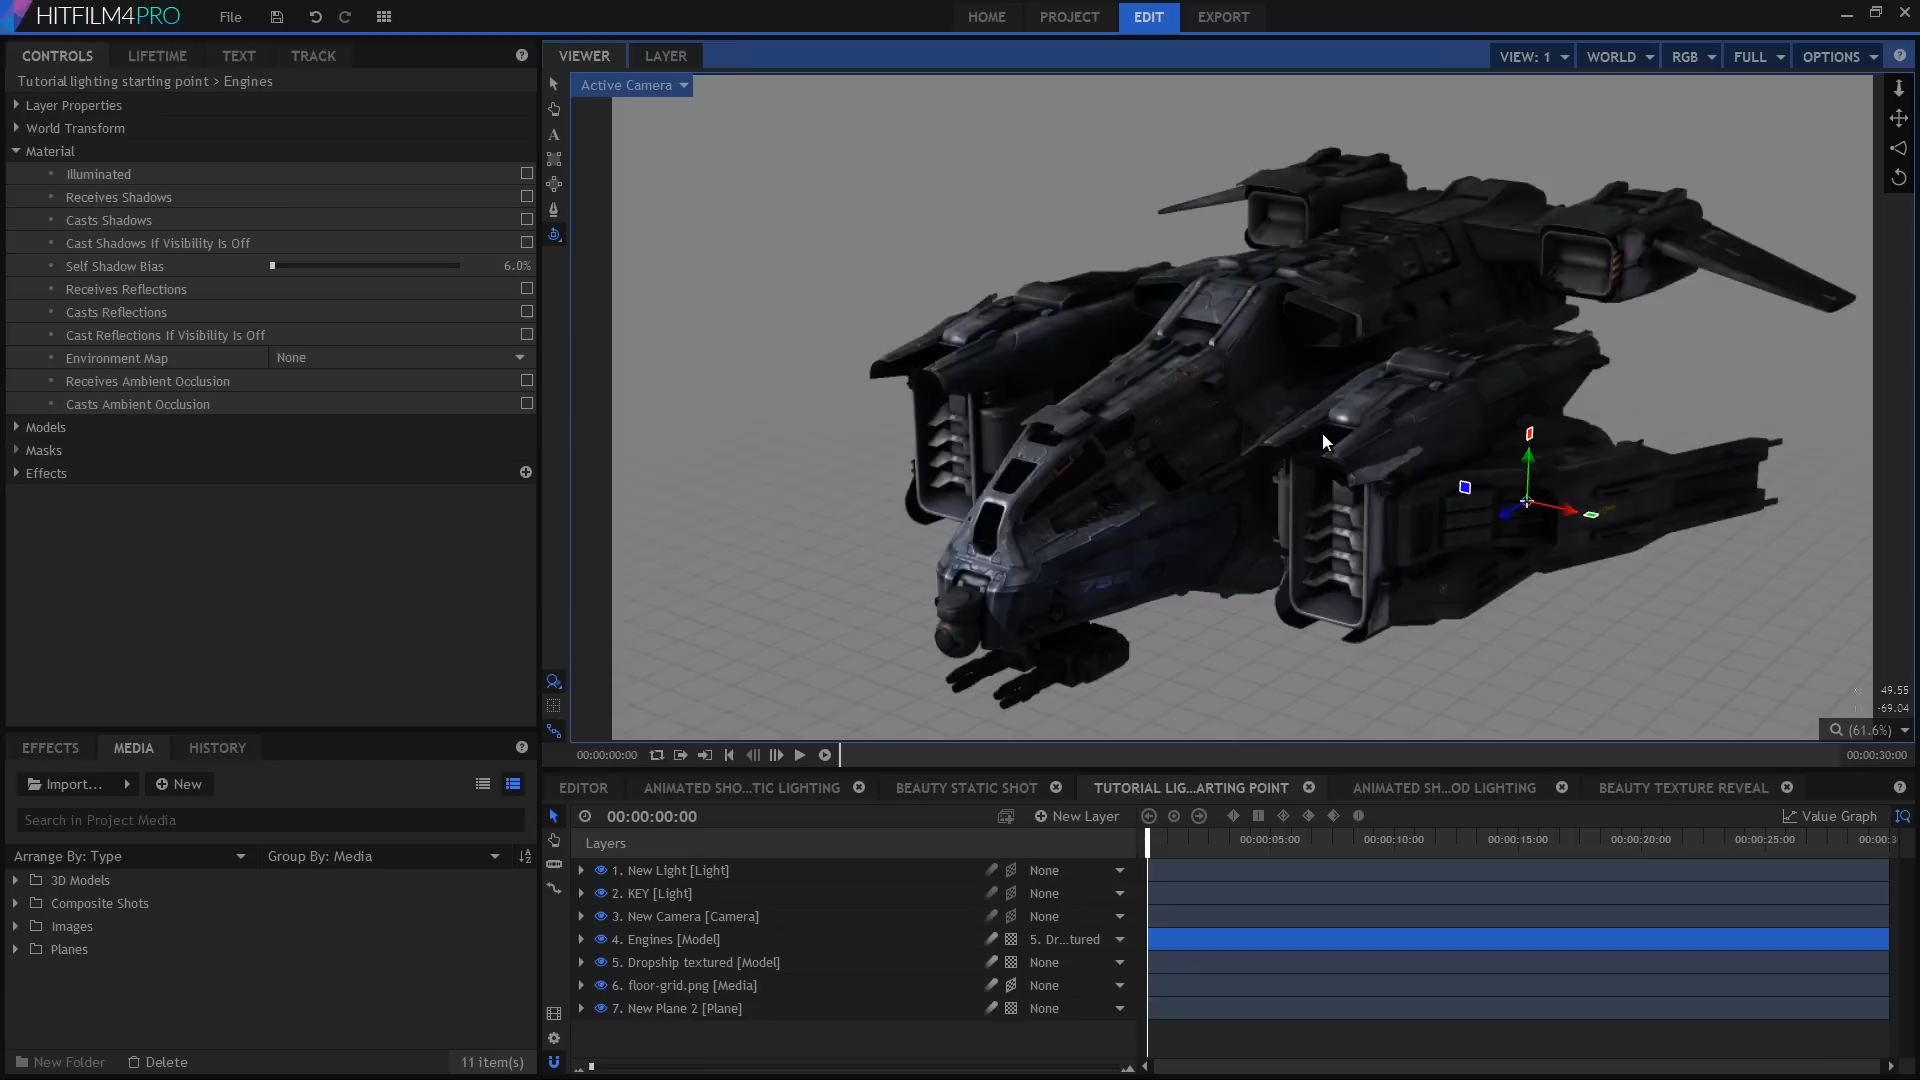 HITFILM4PRO
File
HOME
PROJECT
EDIT
EXPORT
CONTROLS
LIFETIME
TEXT
TRACK
Tutorial lighting starting point > Engines
Layer Properties
World Transform
Material
Illuminated
Receives Shadows
Casts Shadows
Cast Shadows If Visibility Is Off
Self Shadow Bias 6.0%
Receives Reflections
Casts Reflections
Cast Reflections If Visibility Is Off
Environment Map None
Receives Ambient Occlusion
Casts Ambient Occlusion
Models
Masks
Effects
VIEWER
LAYER
VIEW: 1
WORLD
RGB
FULL
OPTIONS
Active Camera
49.55
-69.04
(61.6%)
00:00:00:00
00:00:30:00
EFFECTS
MEDIA
HISTORY
Import...
New
Search in Project Media
Arrange By: Type
Group By: Media
3D Models
Composite Shots
Images
Planes
New Folder
Delete
11 item(s)
EDITOR
ANIMATED SHO...TIC LIGHTING
BEAUTY STATIC SHOT
TUTORIAL LIG...ARTING POINT
ANIMATED SH...OD LIGHTING
BEAUTY TEXTURE REVEAL
00:00:00:00
New Layer
Value Graph
Layers
00:00:05:00
00:00:10:00
00:00:15:00
00:00:20:00
00:00:25:00
00:00:3
1. New Light [Light] None
2. KEY [Light] None
3. New Camera [Camera] None
4. Engines [Model] 5. Dr...tured
5. Dropship textured [Model] None
6. floor-grid.png [Media] None
7. New Plane 2 [Plane] None